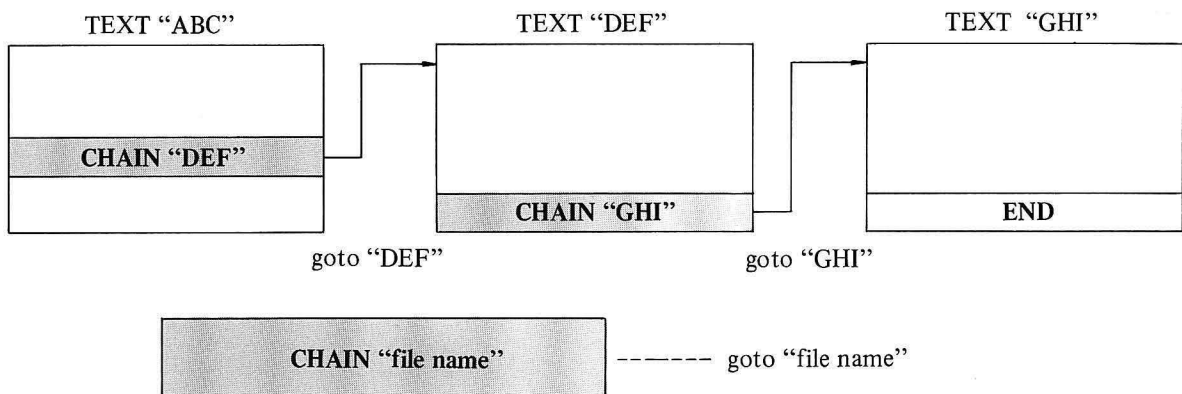 TEXT “ABC”
TEXT “DEF”
TEXT “GHI”
CHAIN “DEF”
CHAIN “GHI”
END
goto “DEF”
goto “GHI”
CHAIN “file name”
goto “file name”